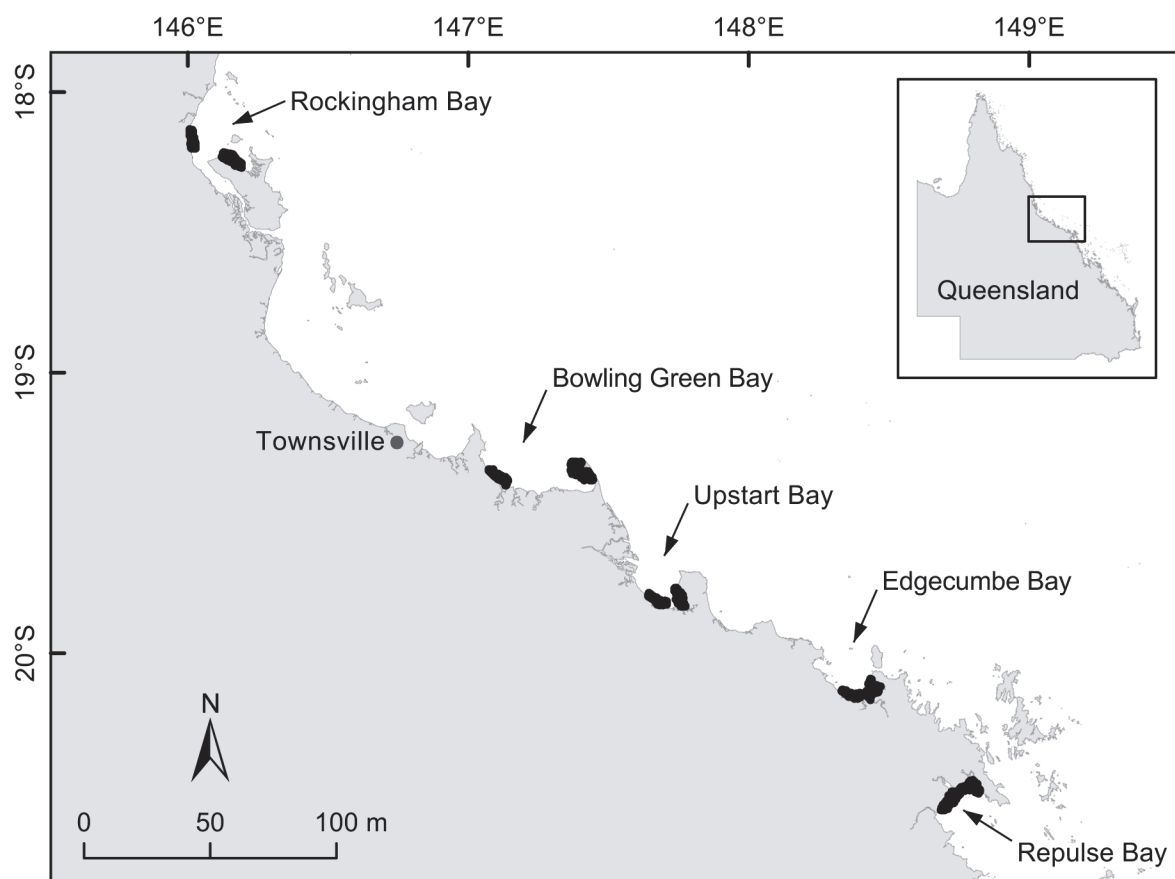 146°E
147°E
148°E
149°E
18°S
Rockingham Bay
Queensland
19°S
Bowling Green Bay
Townsville
Upstart Bay
Edgecumbe Bay
20°S
N
0 50 100 m
Repulse Bay